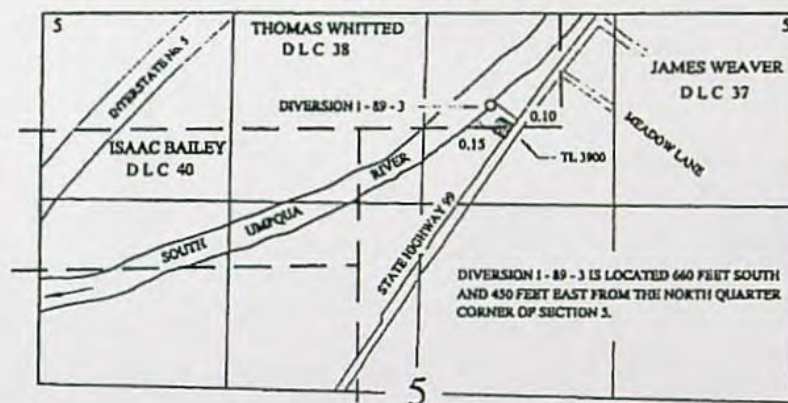 5
THOMAS WHITTED
DLC 38
5
INTERSTATE No. 5
JAMES WEAVER
DLC 37
DIVERSION 1 - 89 - 3
0.10
ISAAC BAILEY
DLC 40
0.15
MEADOW LANE
TL 3900
RIVER
SOUTH UMPQUA
STATE HIGHWAY 99
DIVERSION 1 - 89 - 3 IS LOCATED 660 FEET SOUTH
AND 450 FEET EAST FROM THE NORTH QUARTER
CORNER OF SECTION 5.
5